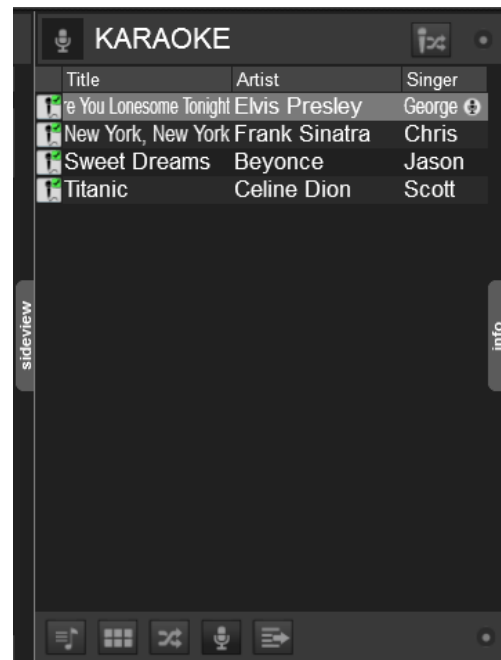 KARAOKE
Title Artist Singer
're You Lonesome Tonight Elvis Presley George
New York, New York Frank Sinatra Chris
Sweet Dreams Beyonce Jason
Titanic Celine Dion Scott
sideview
info